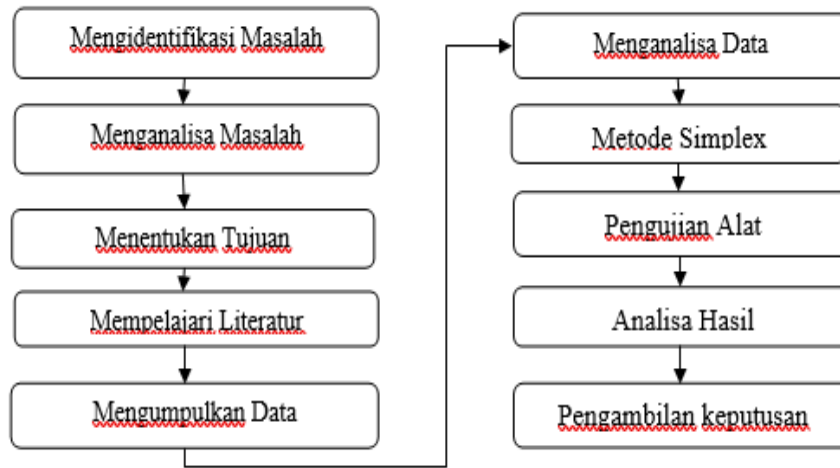 Mengidentifikasi Masalah
Menganalisa Masalah
Menentukan Tujuan
Mempelajari Literatur
Mengumpulkan Data
Menganalisa Data
Metode Simplex
Pengujian Alat
Analisa Hasil
Pengambilan keputusan